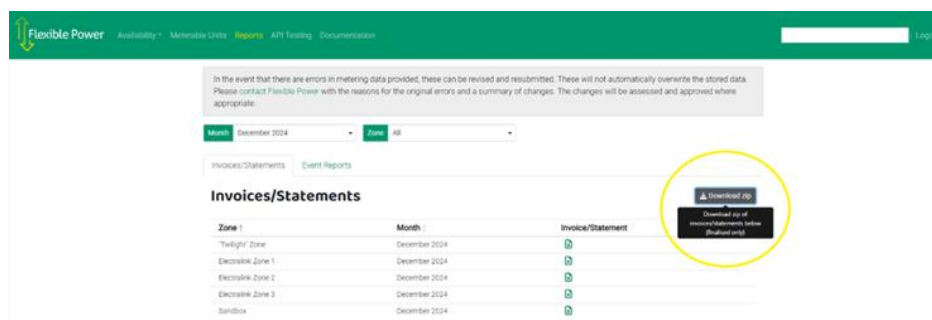 Flexible Power Availability Meterable Units Reports API Testing Documentation Log
In the event that there are errors in metering data provided, these can be revised and resubmitted. These will not automatically overwrite the stored data.
Please contact Flexible Power with the reasons for the original errors and a summary of changes. The changes will be assessed and approved where
appropriate.
Month December 2024 Zone All
Invoices/Statements Event Reports
Invoices/Statements Download zip
Download zip of
invoices/statements below
(finalised only)
Zone ↑ Month Invoice/Statement
"Twilight" Zone December 2024
Electralink Zone 1 December 2024
Electralink Zone 2 December 2024
Electralink Zone 3 December 2024
Sandbox December 2024